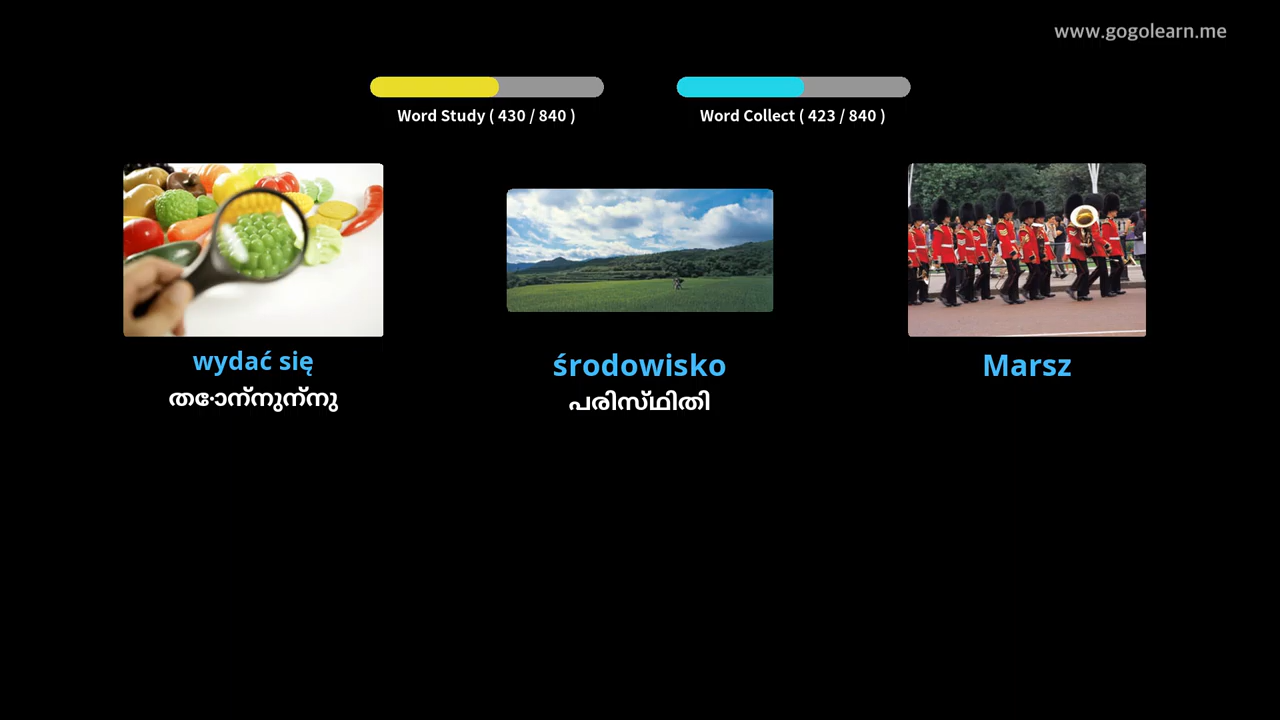 www.gogolearn.me
Word Study ( 430 / 840 )
Word Collect ( 423 / 840 )
wydać się
തോന്നുന്നു
środowisko
പരിസ്ഥിതി
Marsz